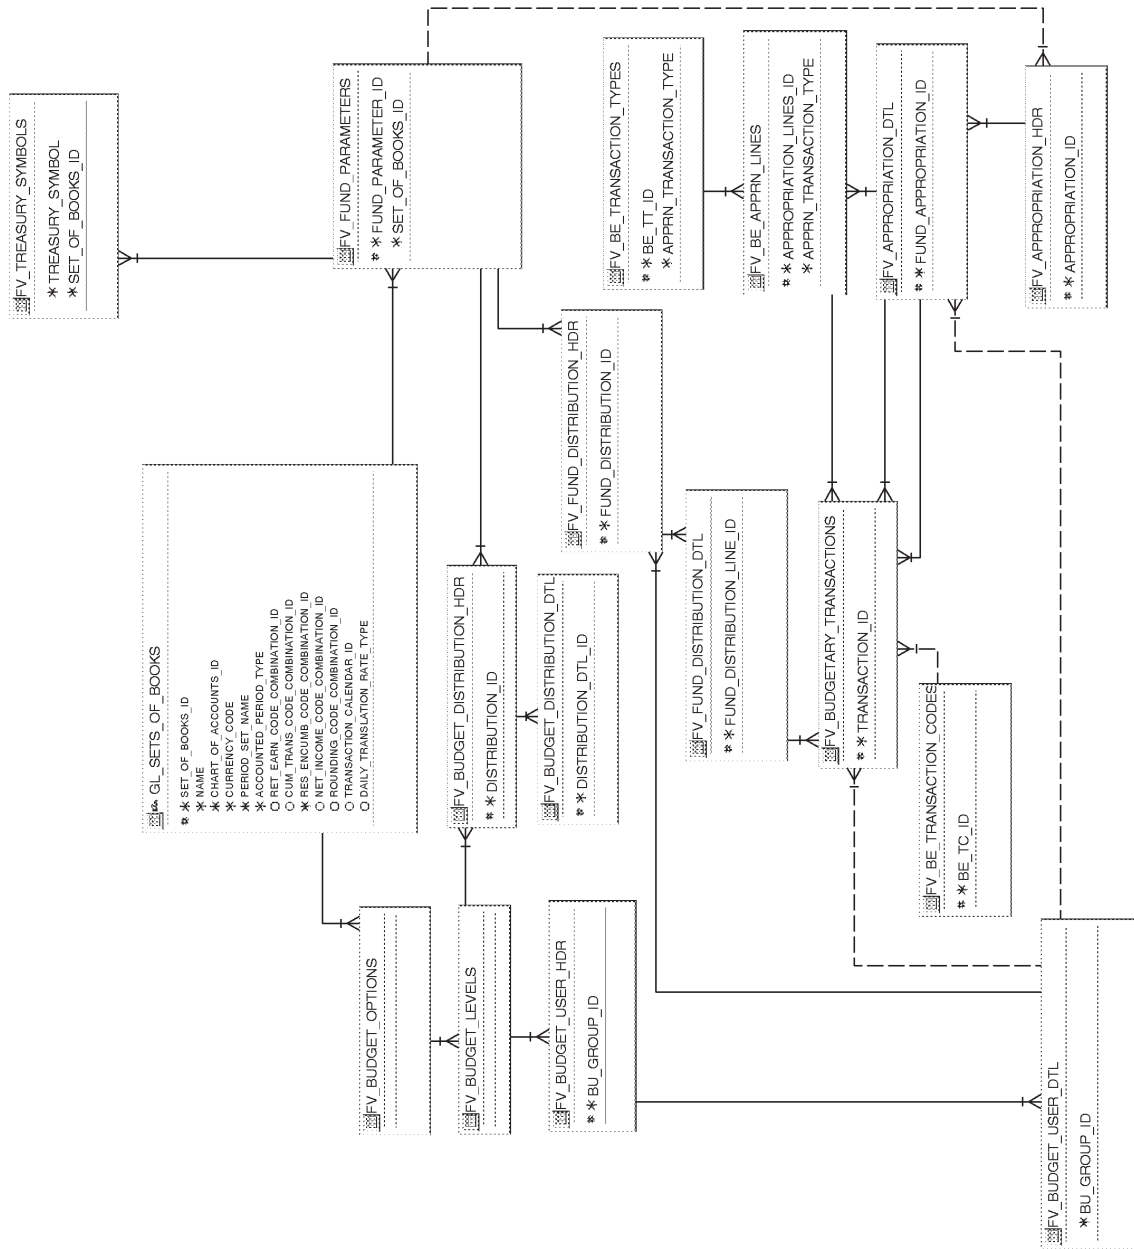 FV_TREASURY_SYMBOLS
* TREASURY_SYMBOL
* SET_OF_BOOKS_ID
FV_FUND_PARAMETERS
# * FUND_PARAMETER_ID
* SET_OF_BOOKS_ID
GL_SETS_OF_BOOKS
# * SET_OF_BOOKS_ID
* NAME
* CHART_OF_ACCOUNTS_ID
* CURRENCY_CODE
* PERIOD_SET_NAME
* ACCOUNTED_PERIOD_TYPE
O RET_EARN_CODE_COMBINATION_ID
O CUM_TRANS_CODE_COMBINATION_ID
* RES_ENCUMB_CODE_COMBINATION_ID
O NET_INCOME_CODE_COMBINATION_ID
O ROUNDING_CODE_COMBINATION_ID
O TRANSACTION_CALENDAR_ID
O DAILY_TRANSLATION_RATE_TYPE
FV_BUDGET_OPTIONS
FV_BUDGET_LEVELS
FV_BUDGET_USER_HDR
# * BU_GROUP_ID
FV_BUDGET_DISTRIBUTION_HDR
# * DISTRIBUTION_ID
FV_BUDGET_DISTRIBUTION_DTL
# * DISTRIBUTION_DTL_ID
FV_FUND_DISTRIBUTION_HDR
# * FUND_DISTRIBUTION_ID
FV_FUND_DISTRIBUTION_DTL
# * FUND_DISTRIBUTION_LINE_ID
FV_BE_TRANSACTION_TYPES
# * BE_TT_ID
* APPRN_TRANSACTION_TYPE
FV_BE_APPRN_LINES
# * APPROPRIATION_LINES_ID
* APPRN_TRANSACTION_TYPE
FV_APPROPRIATION_DTL
# * FUND_APPROPRIATION_ID
FV_APPROPRIATION_HDR
# * APPROPRIATION_ID
FV_BUDGETARY_TRANSACTIONS
# * TRANSACTION_ID
FV_BE_TRANSACTION_CODES
# * BE_TC_ID
FV_BUDGET_USER_DTL
* BU_GROUP_ID